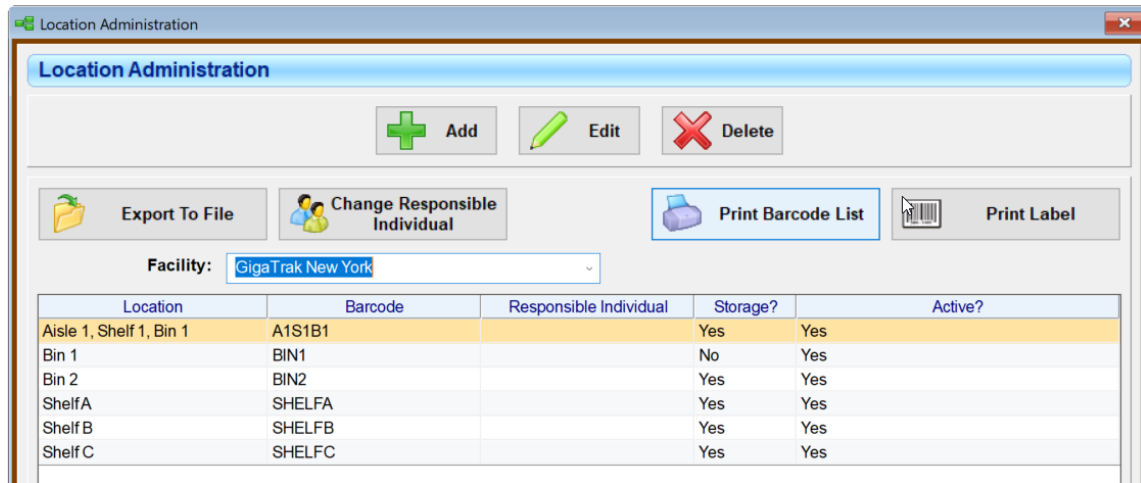 Location Administration
Location Administration
Add Edit Delete
Export To File Change Responsible Individual Print Barcode List Print Label
Facility: GigaTrak New York
Location Barcode Responsible Individual Storage? Active?
Aisle 1, Shelf 1, Bin 1 A1S1B1 Yes Yes
Bin 1 BIN1 No Yes
Bin 2 BIN2 Yes Yes
Shelf A SHELFA Yes Yes
Shelf B SHELFB Yes Yes
Shelf C SHELFC Yes Yes